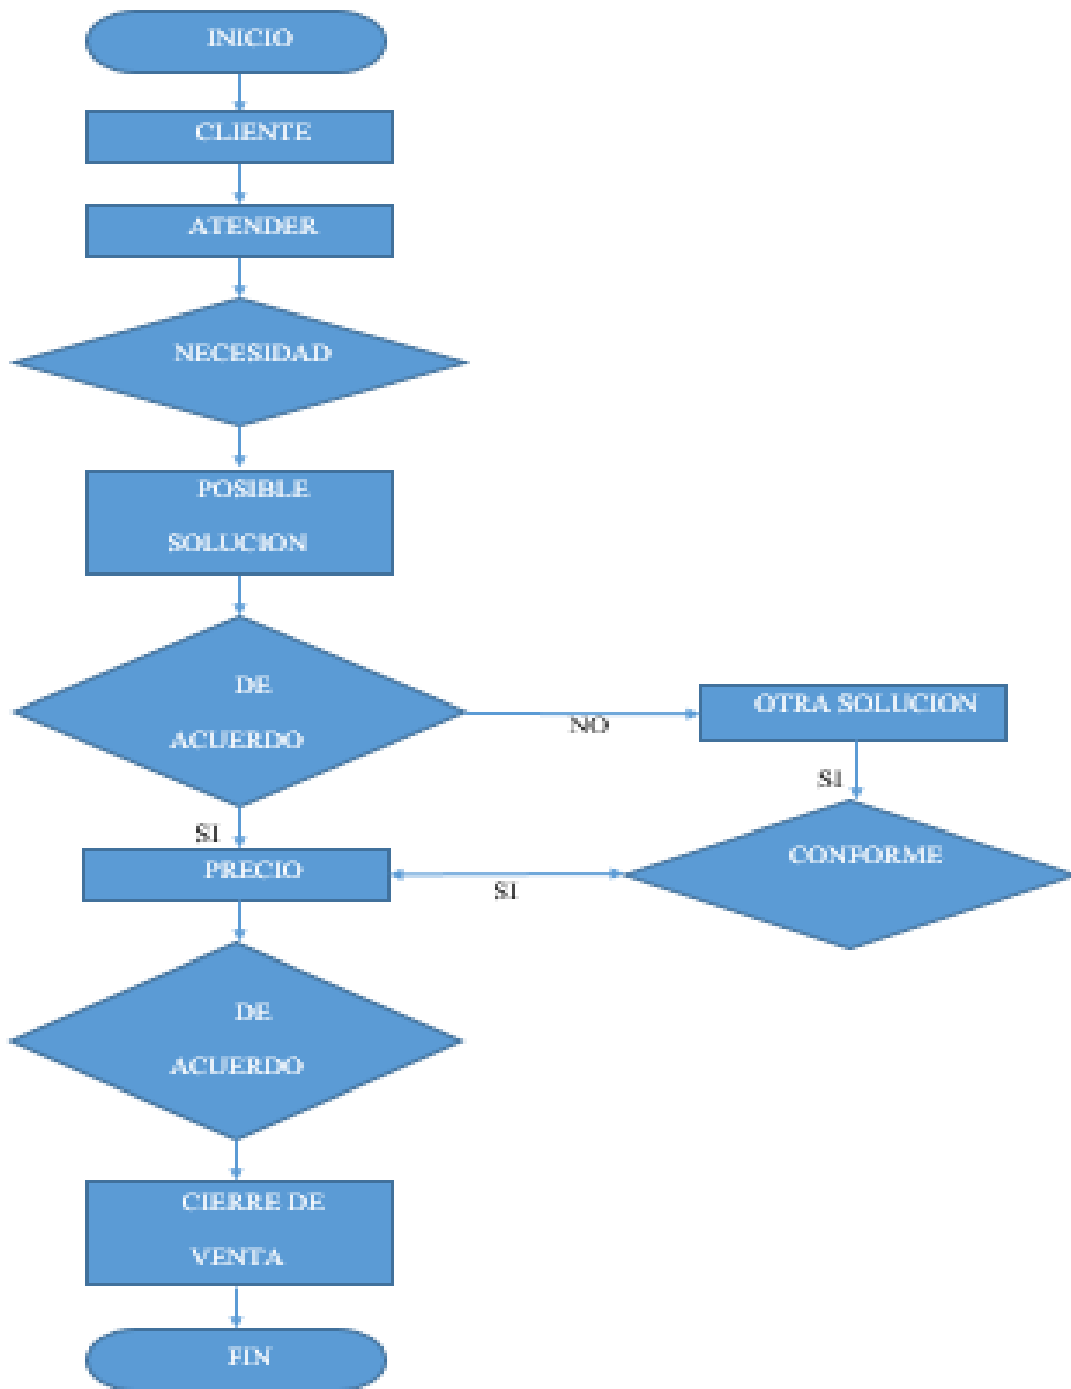 INICIO
CLIENTE
ATENDER
NECESIDAD
POSIBLE
SOLUCION
DE
ACUERDO
NO
OTRA SOLUCION
SI
CONFORME
SI
PRECIO
SI
DE
ACUERDO
CIERRE DE
VENTA
FIN